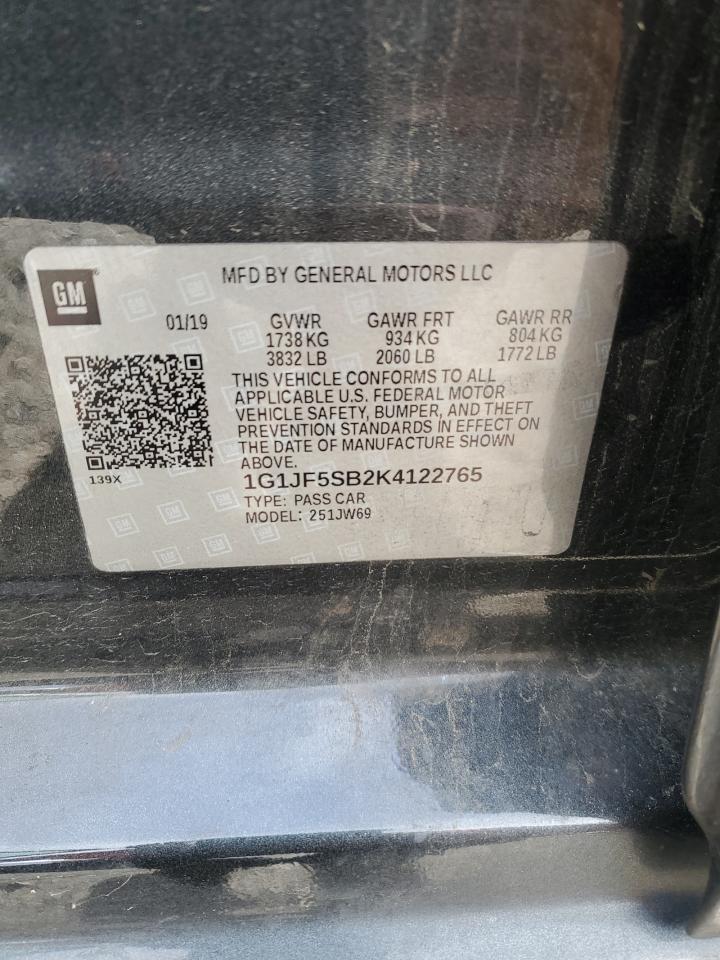 GM
MFD BY GENERAL MOTORS LLC
01/19 GVWR GAWR FRT GAWR RR
1738 KG 934 KG 804 KG
3832 LB 2060 LB 1772 LB
THIS VEHICLE CONFORMS TO ALL
APPLICABLE U.S. FEDERAL MOTOR
VEHICLE SAFETY, BUMPER, AND THEFT
PREVENTION STANDARDS IN EFFECT ON
THE DATE OF MANUFACTURE SHOWN
ABOVE.
139X
1G1JF5SB2K4122765
TYPE: PASS CAR
MODEL: 251JW69